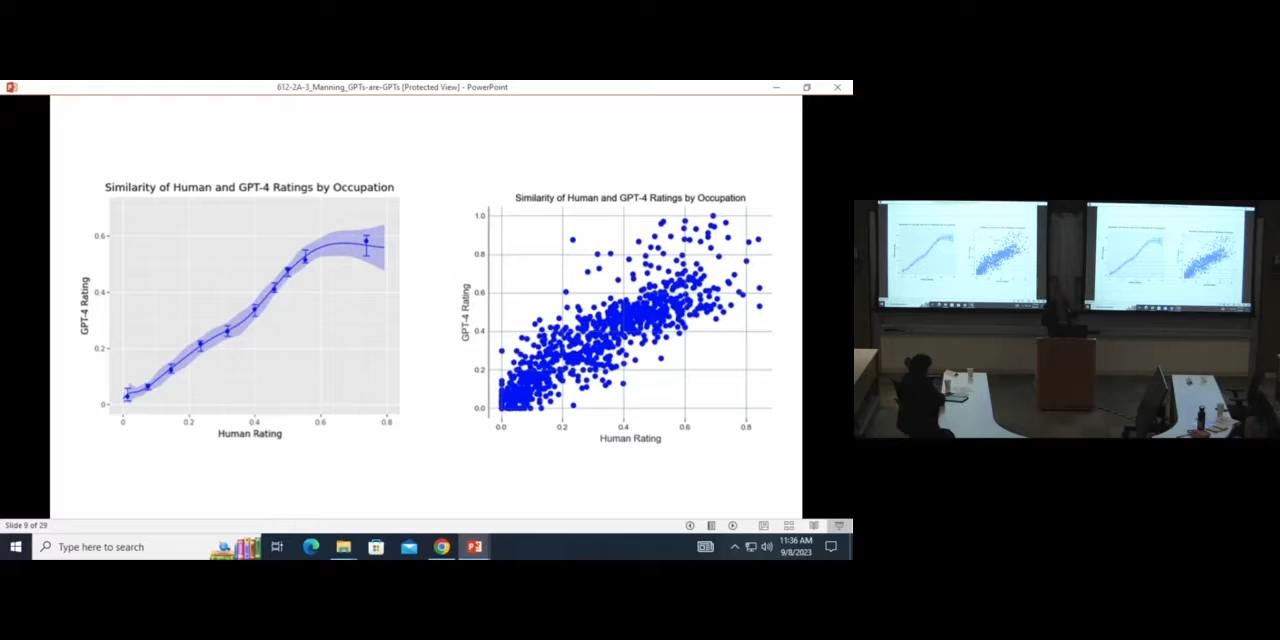 612-2A-3_Manning_GPTs-are-GPTs [Protected View] - PowerPoint
Similarity of Human and GPT-4 Ratings by Occupation
GPT-4 Rating
0.6
0.4
0.2
0
0 0.2 0.4 0.6 0.8
Human Rating
Similarity of Human and GPT-4 Ratings by Occupation
GPT-4 Rating
1.0
0.8
0.6
0.4
0.2
0.0
0.0 0.2 0.4 0.6 0.8
Human Rating
Slide 9 of 29
Type here to search
11:36 AM
9/8/2023